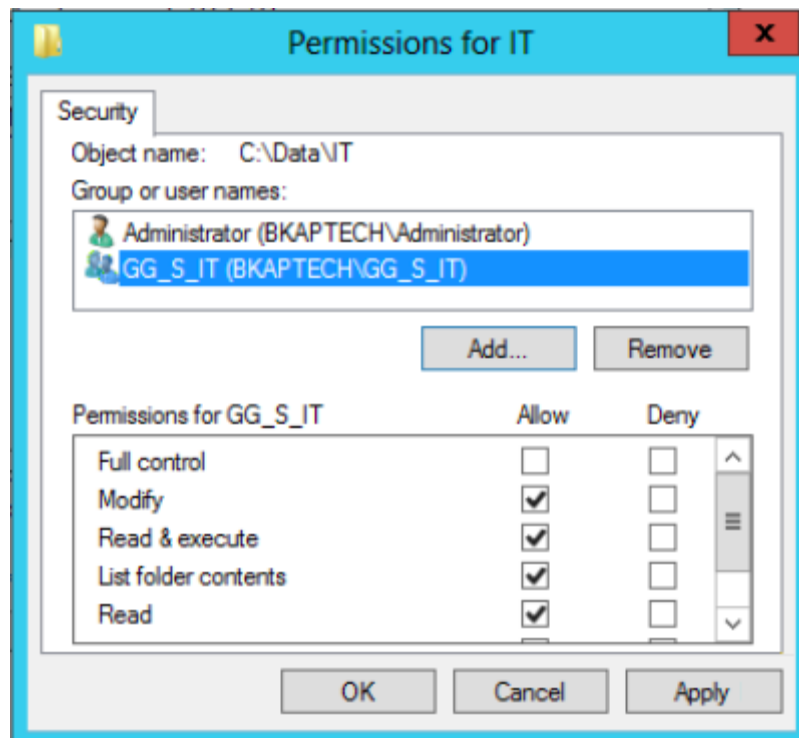 Permissions for IT
x
Security
Object name: C:\Data\IT
Group or user names:
Administrator (BKAPTECH\Administrator)
GG_S_IT (BKAPTECH\GG_S_IT)
Add... Remove
Permissions for GG_S_IT Allow Deny
Full control
Modify
Read & execute
List folder contents
Read
OK Cancel Apply